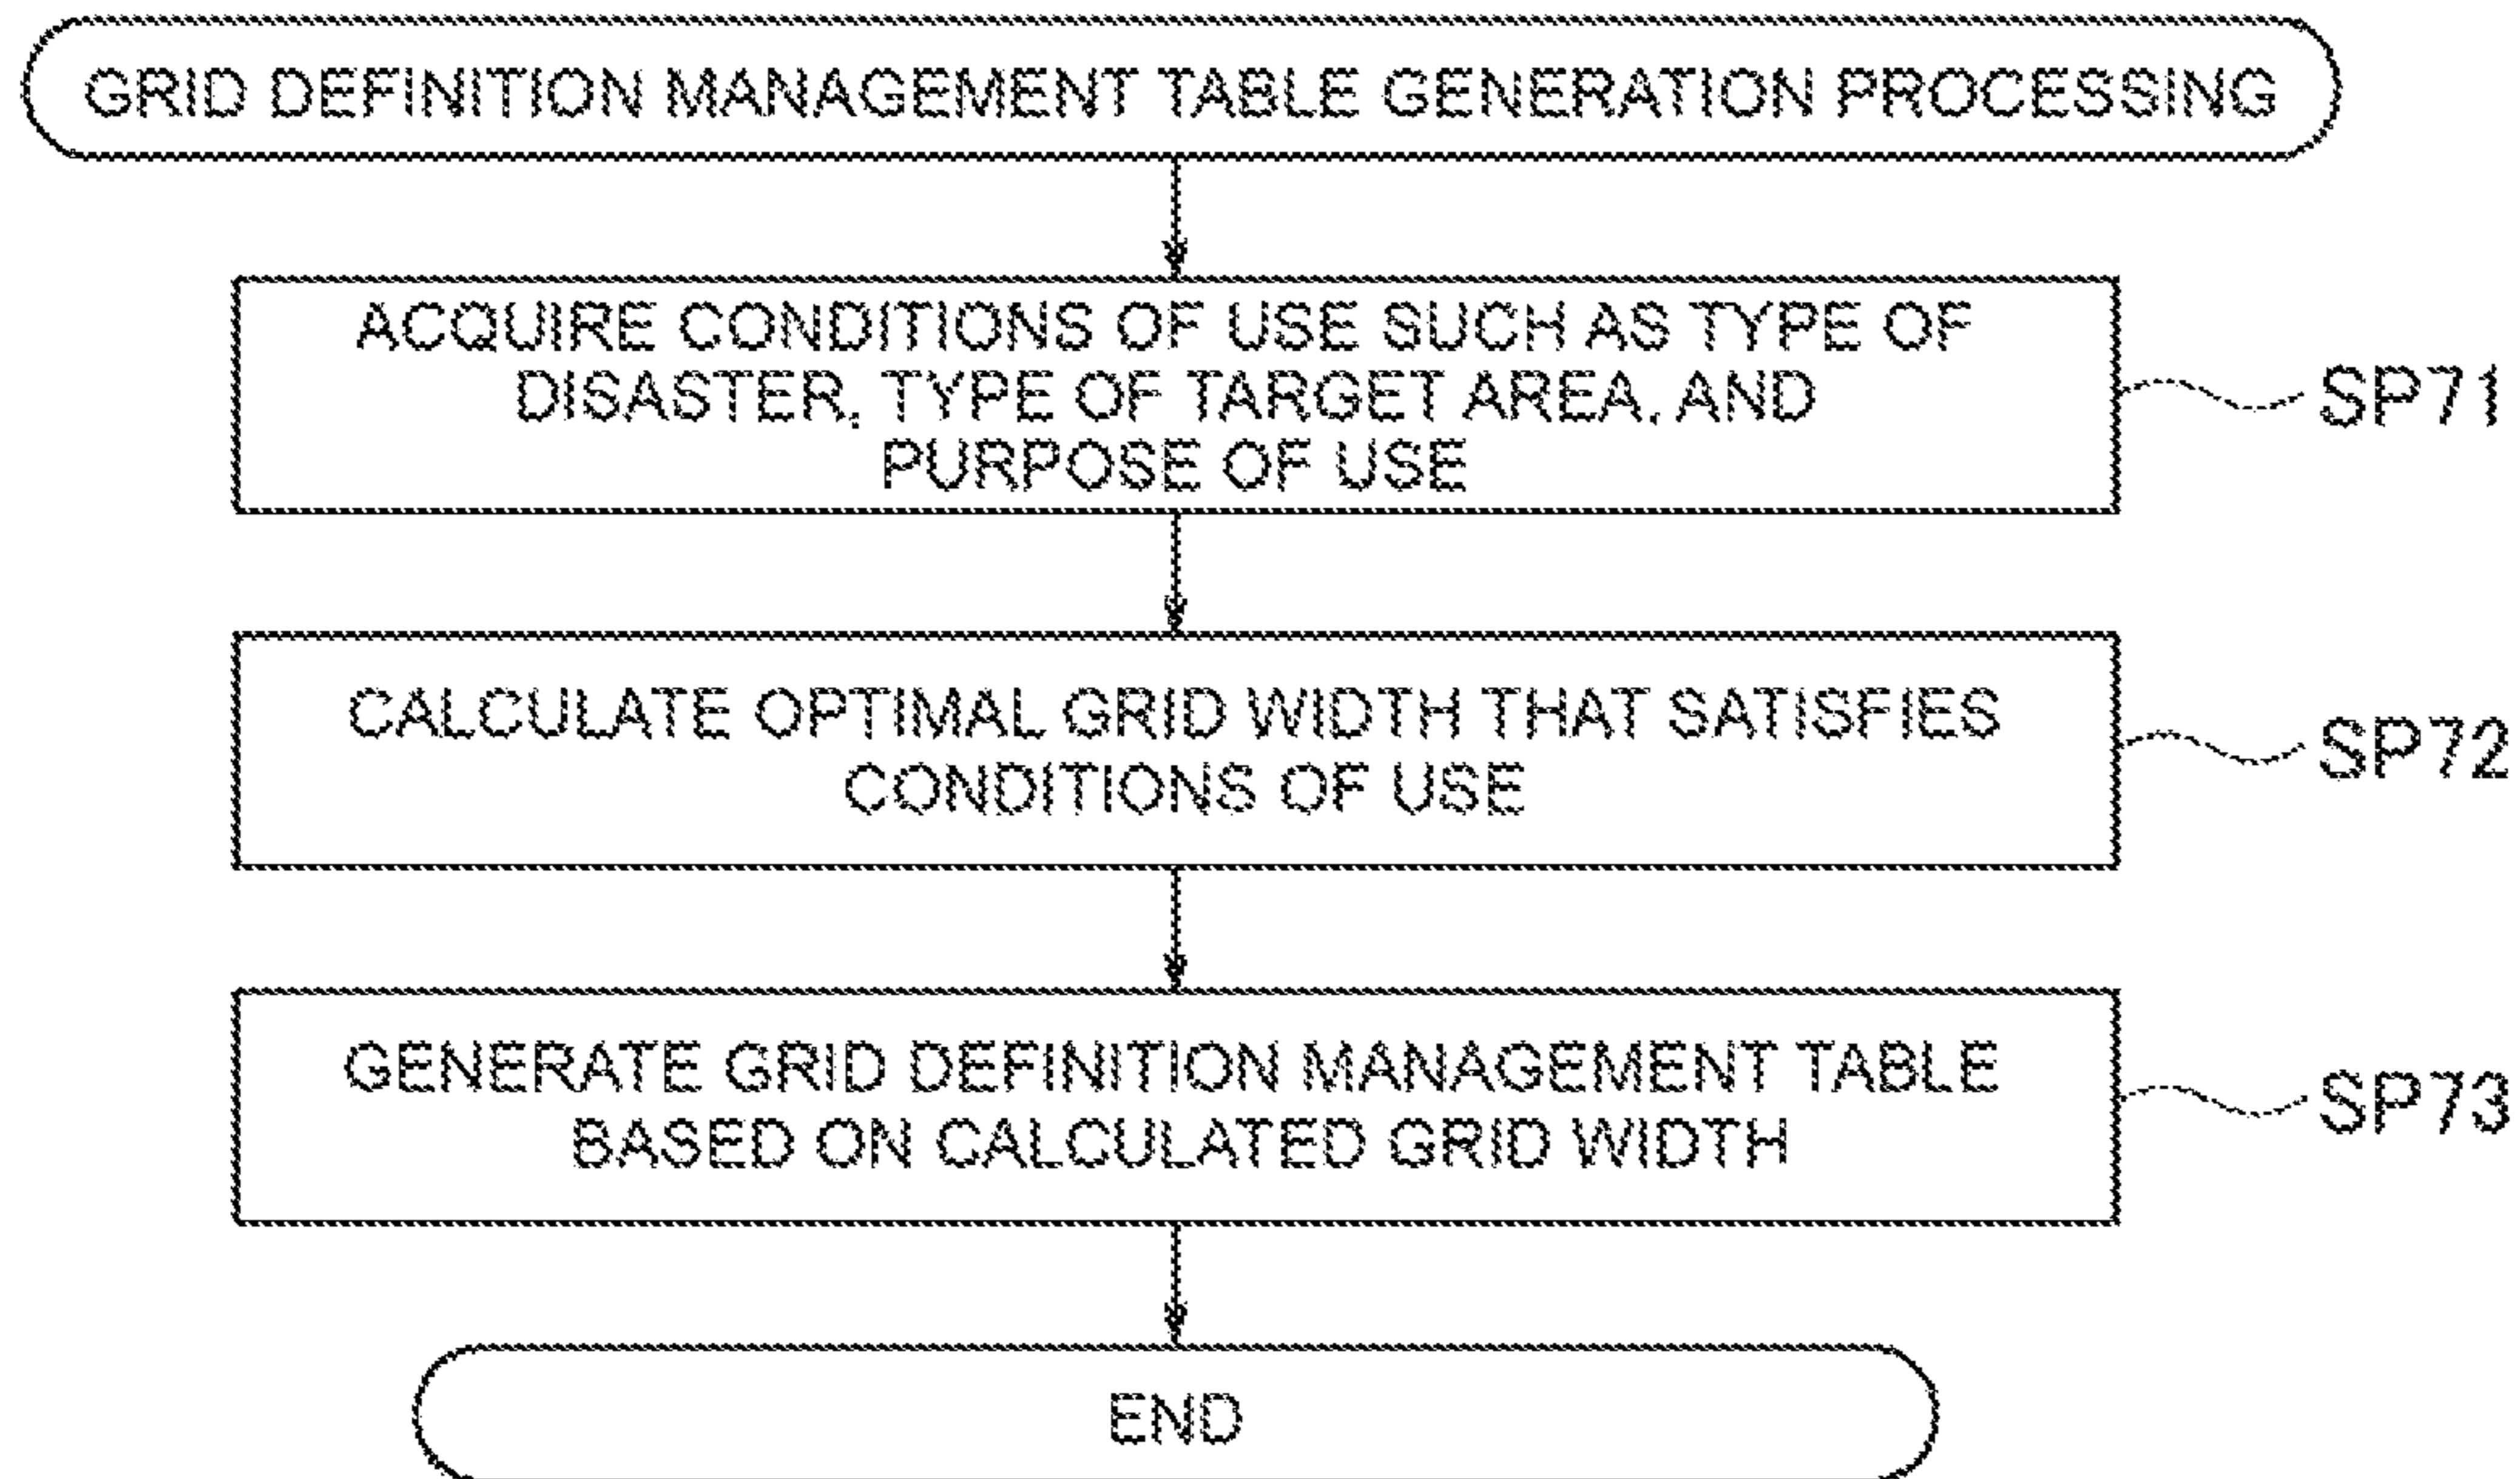 GRID DEFINITION MANAGEMENT TABLE GENERATION PROCESSING
ACQUIRE CONDITIONS OF USE SUCH AS TYPE OF
DISASTER, TYPE OF TARGET AREA, AND
PURPOSE OF USE
SP71
CALCULATE OPTIMAL GRID WIDTH THAT SATISFIES
CONDITIONS OF USE
SP72
GENERATE GRID DEFINITION MANAGEMENT TABLE
BASED ON CALCULATED GRID WIDTH
SP73
END